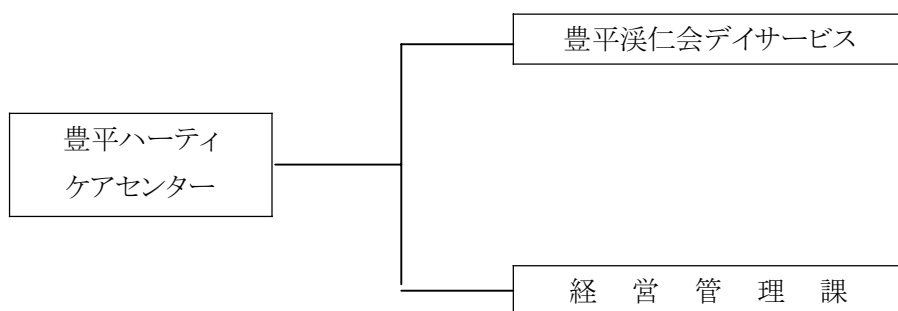 豊平渓仁会デイサービス
豊平ハーティ
ケアセンター
経　営　管　理　課